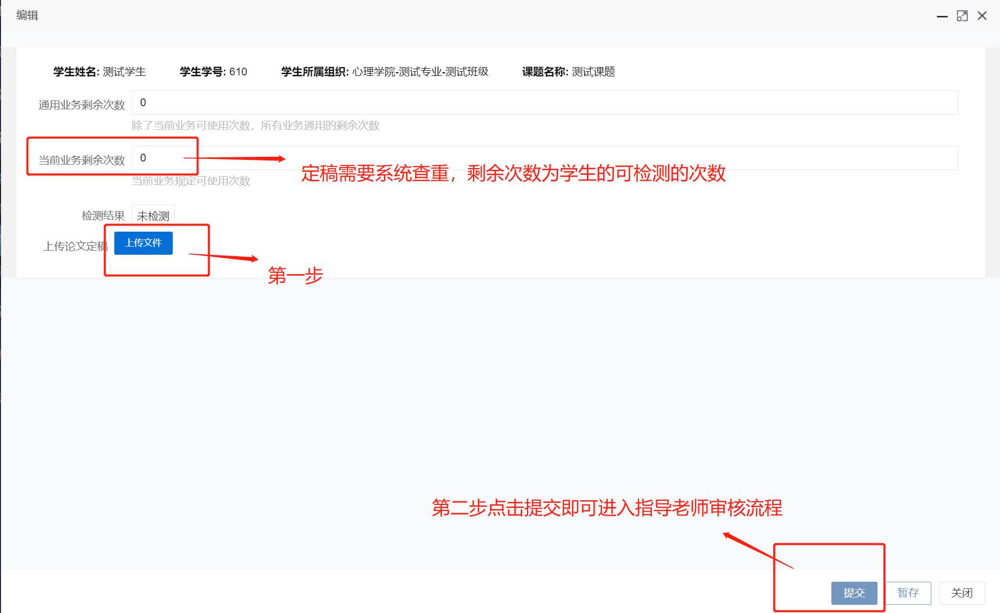 编辑
学生姓名: 测试学生 学生学号: 610 学生所属组织: 心理学院-测试专业-测试班级 课题名称: 测试课题
通用业务剩余次数 0
除了当前业务可使用次数，所有业务通用的剩余次数
当前业务剩余次数 0
定稿需要系统查重，剩余次数为学生的可检测的次数
当前业务规定可使用次数
检测结果 未检测
上传论文定稿 上传文件
第一步
第二步点击提交即可进入指导老师审核流程
提交 暂存 关闭